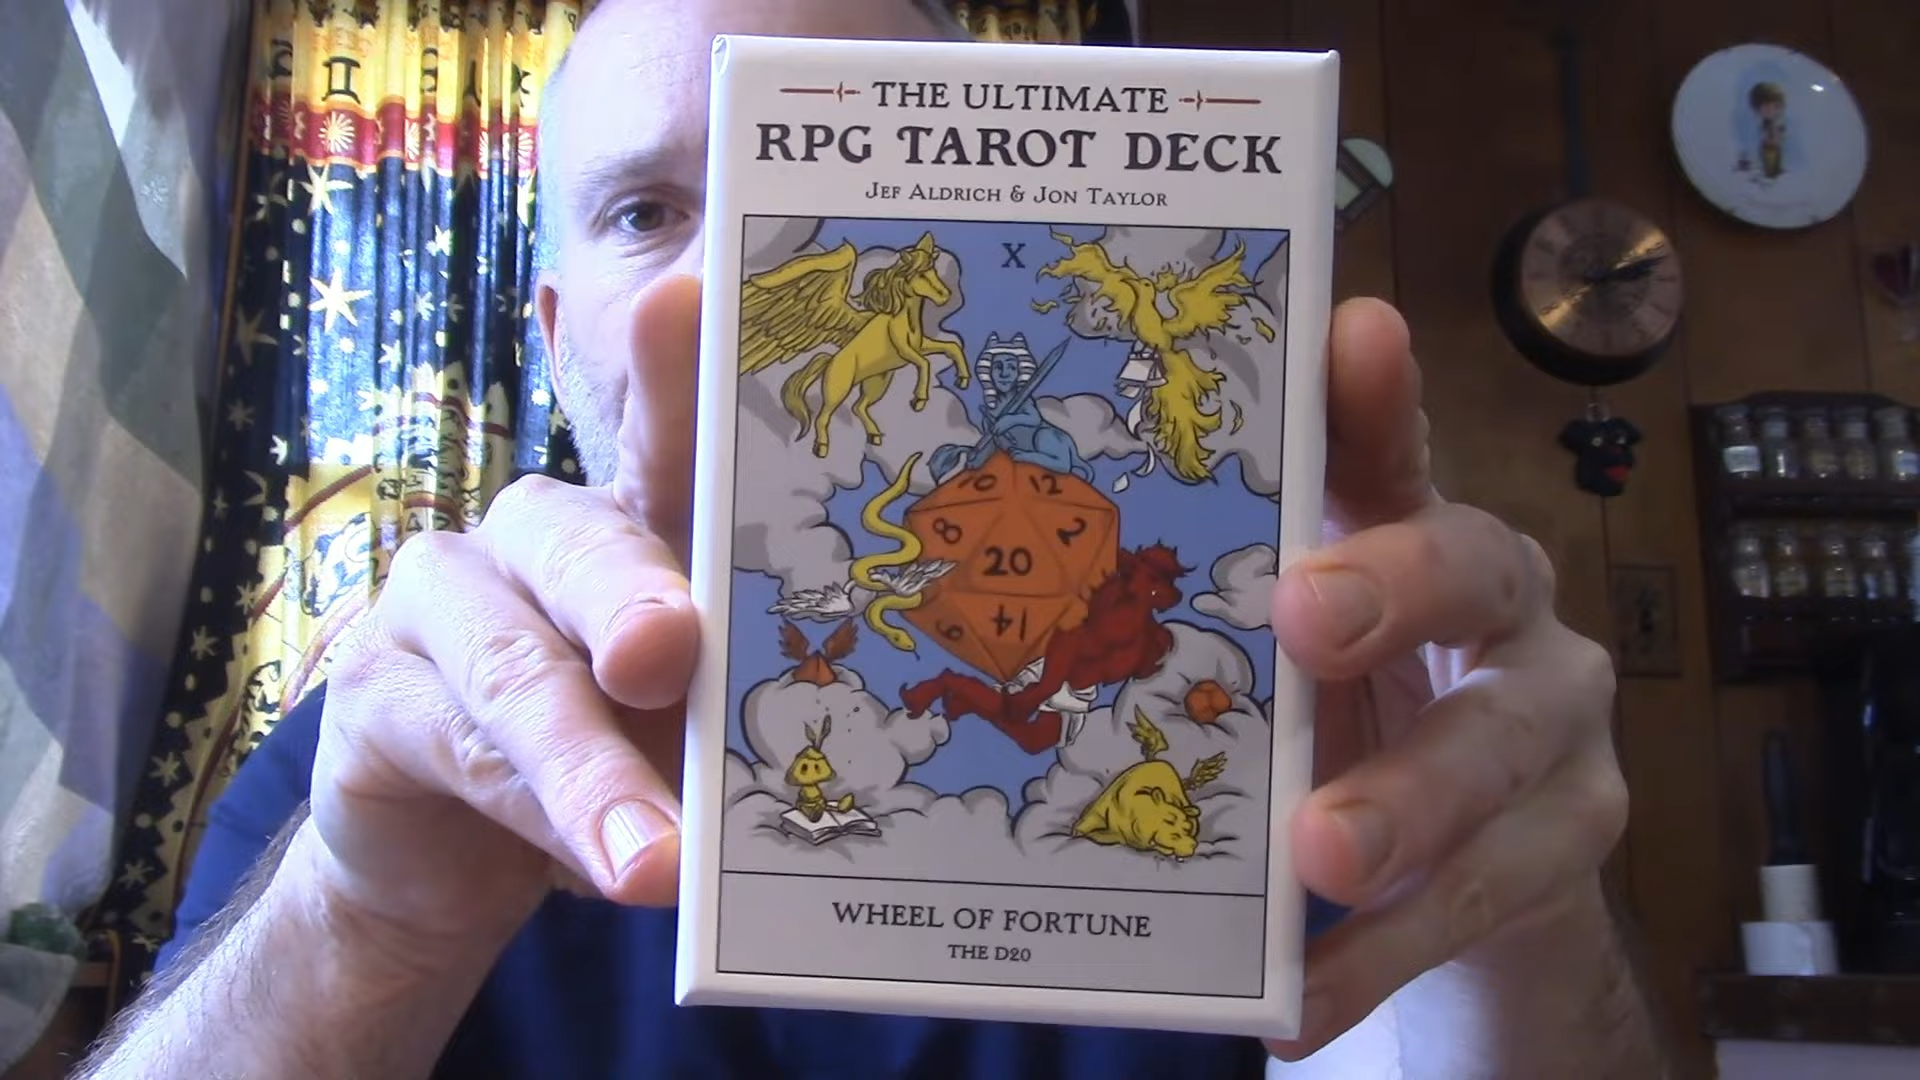 THE ULTIMATE
RPG TAROT DECK
JEF ALDRICH & JON TAYLOR
X
10 12
8 2
20
14
9
WHEEL OF FORTUNE
THE D20